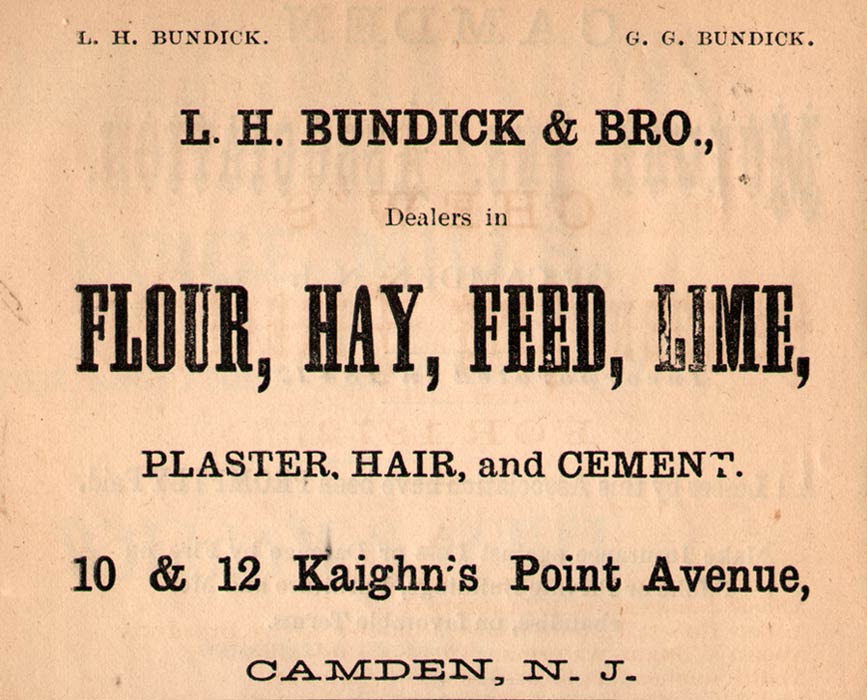 L. H. BUNDICK. G. G. BUNDICK.
L. H. BUNDICK & BRO.,
Dealers in
FLOUR, HAY, FEED, LIME,
PLASTER, HAIR, and CEMENT.
10 & 12 Kaighn's Point Avenue,
CAMDEN, N. J.